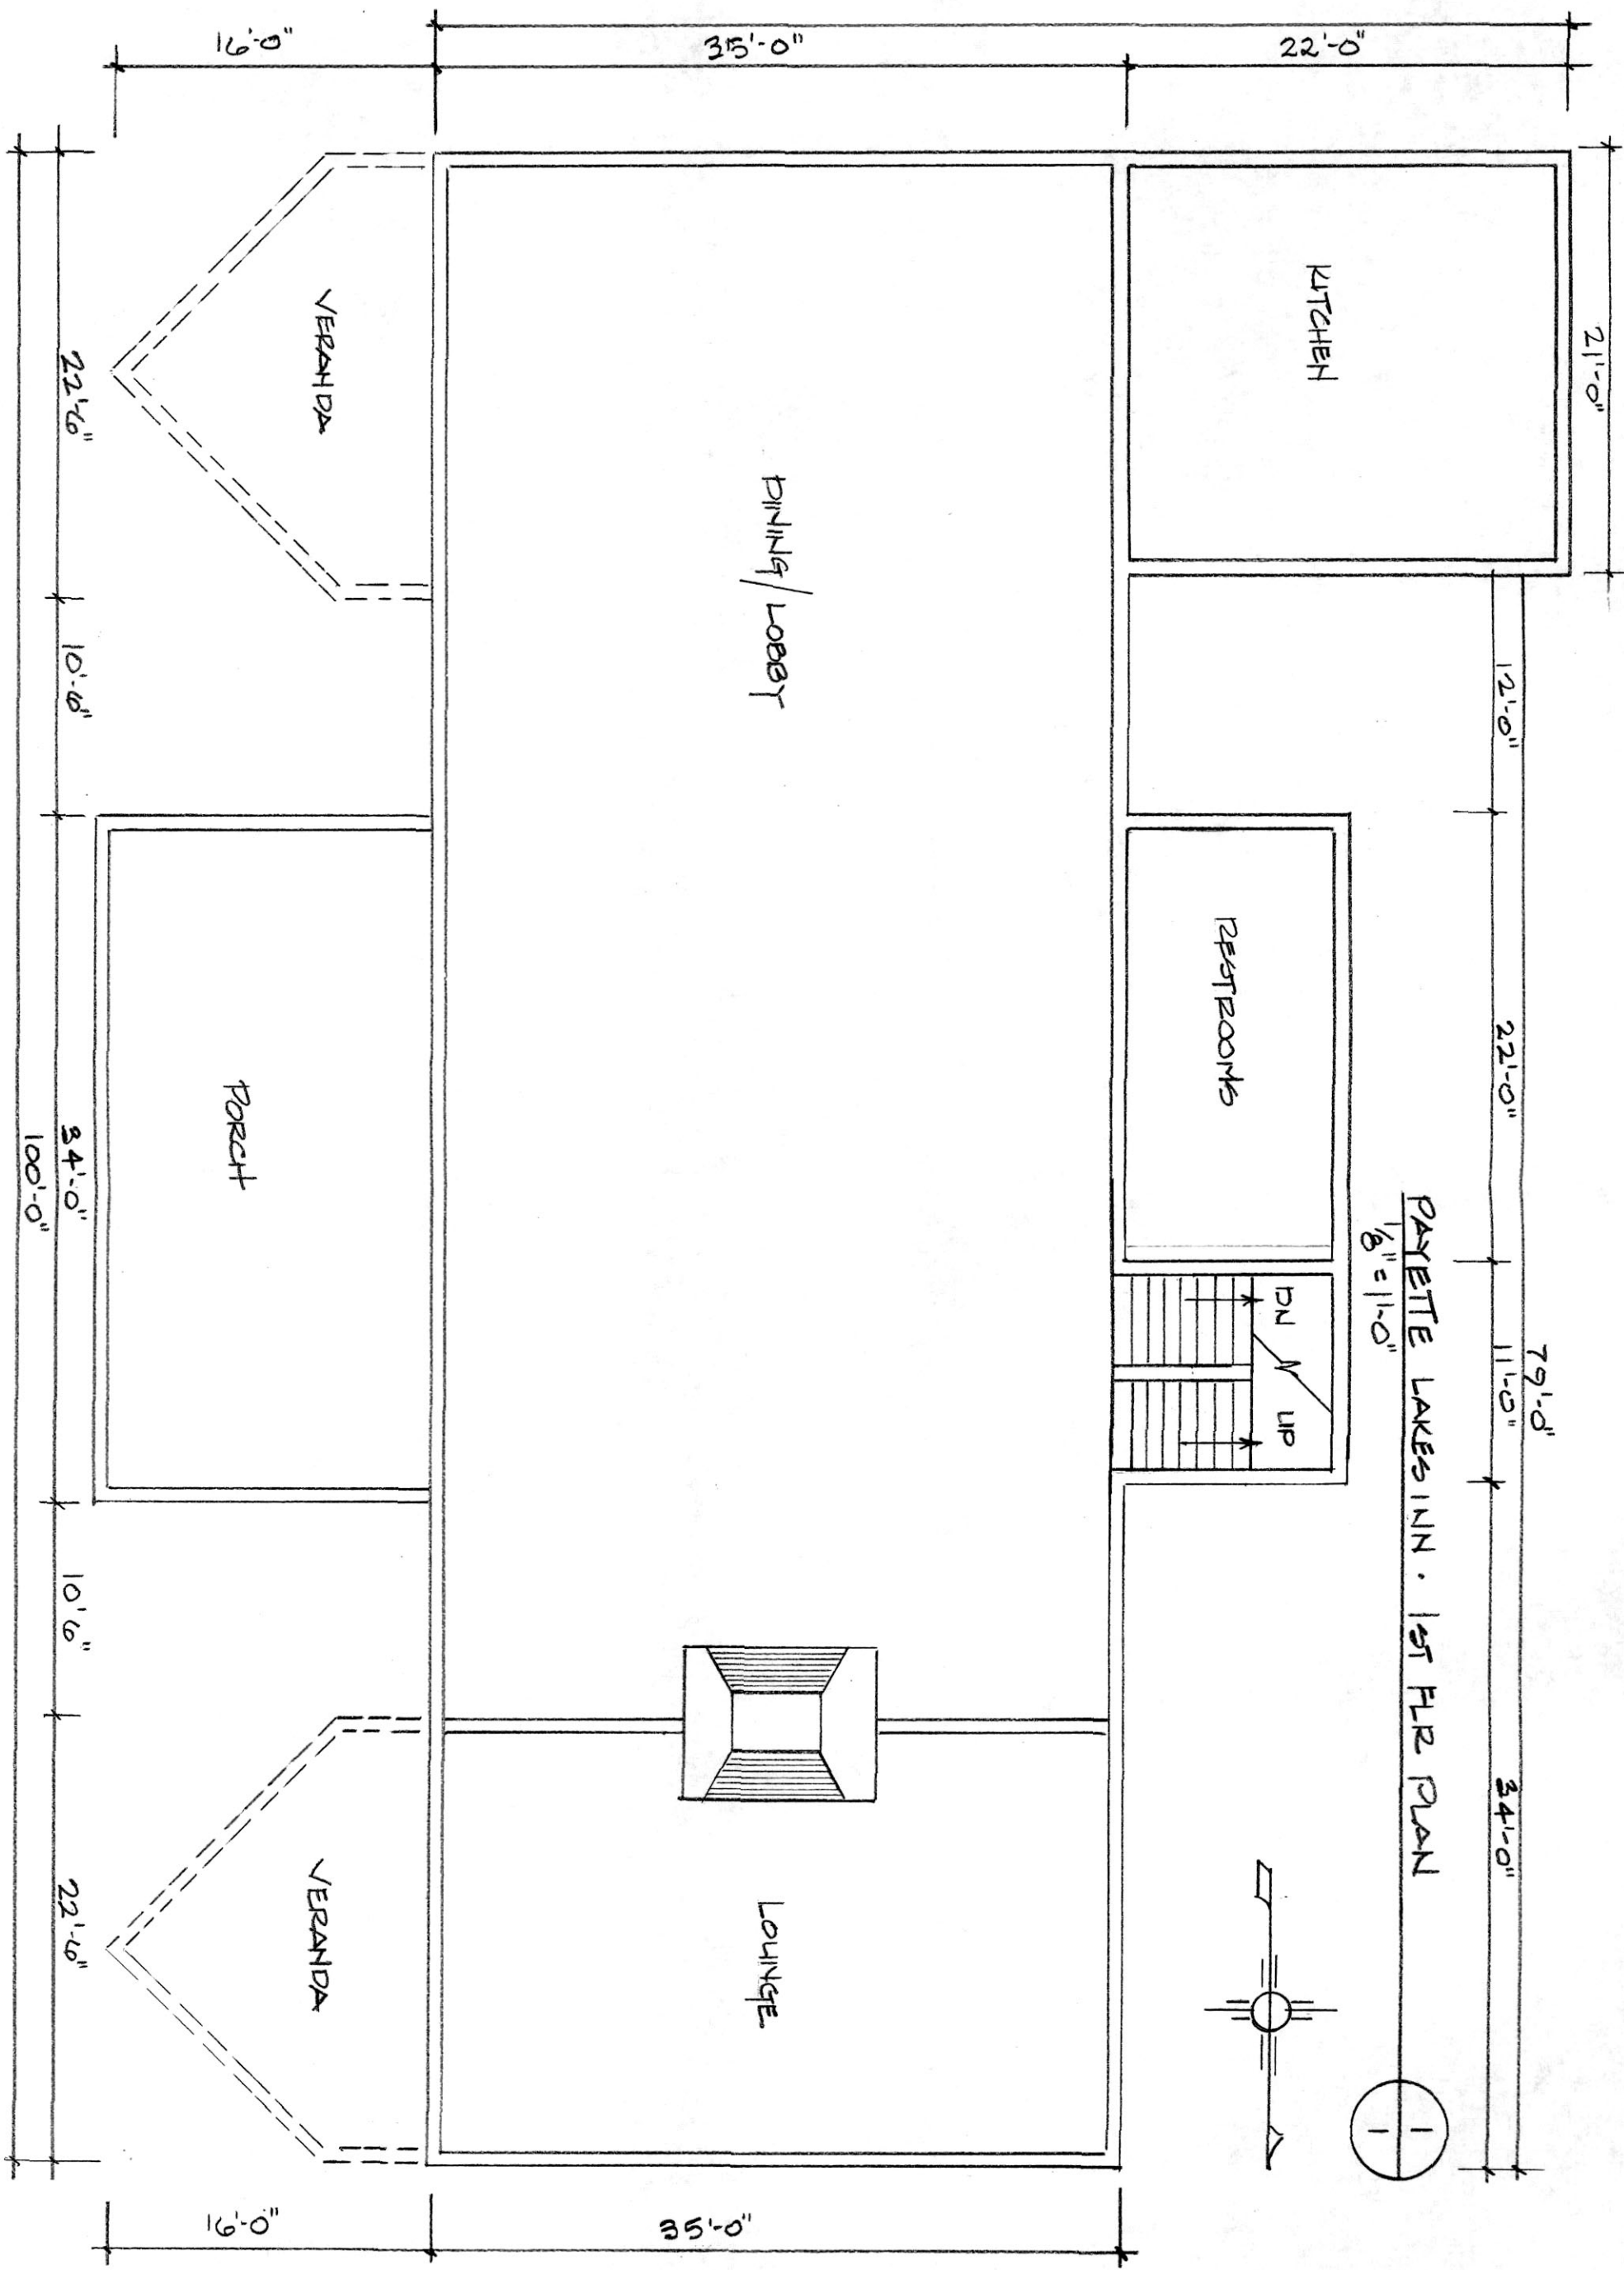 16'-0"
35'-0"
22'-0"
21'-0"
KITCHEN
VERANDA
DINING/LOBBY
22'-6"
10'-6"
12'-0"
RESTROOMS
22'-0"
PORCH
34'-0"
100'-0"
DN
UP
11'-0"
79'-0"
PAYETTE LAKES INN · 1ST FLR PLAN
1/8" = 1'-0"
10'6"
34'-0"
VERANDA
LOUNGE
22'-6"
1
1
16'-0"
35'-0"